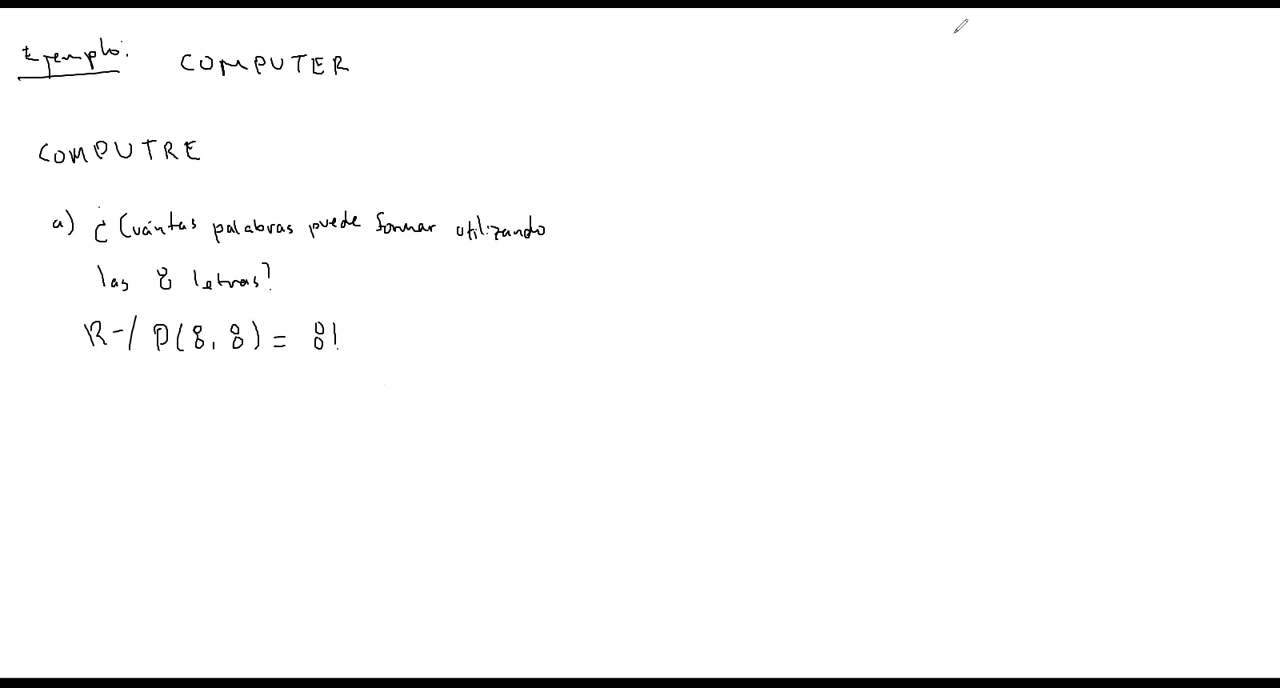 Ejemplo: COMPUTER
COMPUTRE
a) ¿Cuántas palabras puede formar utilizando
las 8 letras?
R-/ P(8,8) = 8!